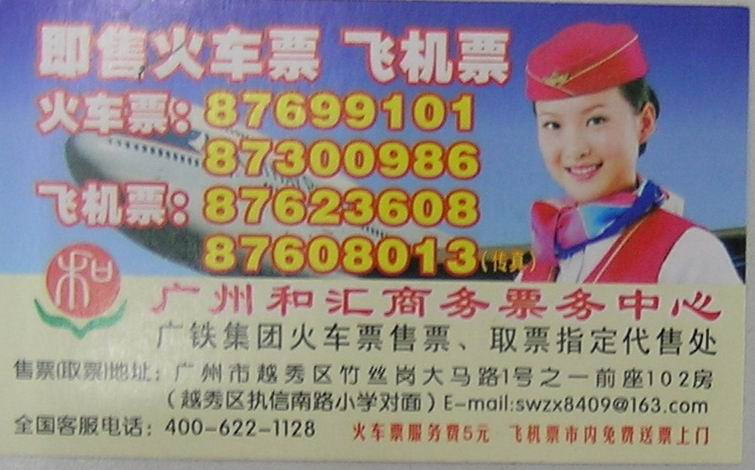 即售火车票 飞机票
火车票：87699101
87300986
飞机票：87623608
87608013（传真）
和
广州和汇商务票务中心
广铁集团火车票售票、取票指定代售处
售票(取票)地址：广州市越秀区竹丝岗大马路1号之一前座102房
（越秀区执信南路小学对面）E-mail:swzx8409@163.com
全国客服电话：400-622-1128 火车票服务费5元 飞机票市内免费送票上门